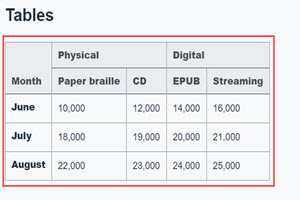 Tables
Physical Digital
Month Paper braille CD EPUB Streaming
June 10,000 12,000 14,000 16,000
July 18,000 19,000 20,000 21,000
August 22,000 23,000 24,000 25,000